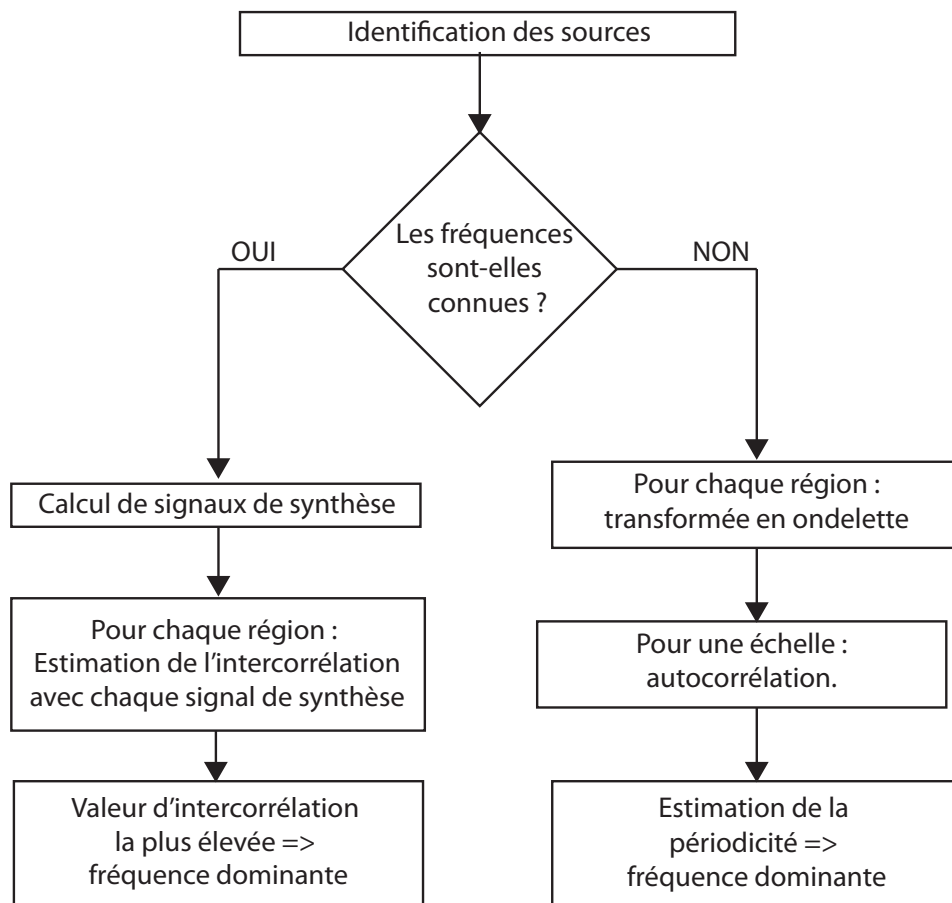 Identification des sources
Les fréquences
sont-elles
connues ?
OUI
NON
Calcul de signaux de synthèse
Pour chaque région :
Estimation de l'intercorrélation
avec chaque signal de synthèse
Valeur d'intercorrélation
la plus élevée =>
fréquence dominante
Pour chaque région :
transformée en ondelette
Pour une échelle :
autocorrélation.
Estimation de la
périodicité =>
fréquence dominante